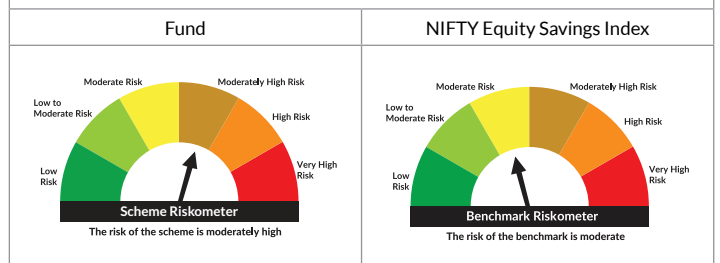 Fund
NIFTY Equity Savings Index
Moderate Risk
Moderately High Risk
Low to
Moderate Risk
High Risk
Low
Risk
Very High
Risk
Scheme Riskometer
The risk of the scheme is moderately high
Moderate Risk
Moderately High Risk
Low to
Moderate Risk
High Risk
Low
Risk
Very High
Risk
Benchmark Riskometer
The risk of the benchmark is moderate